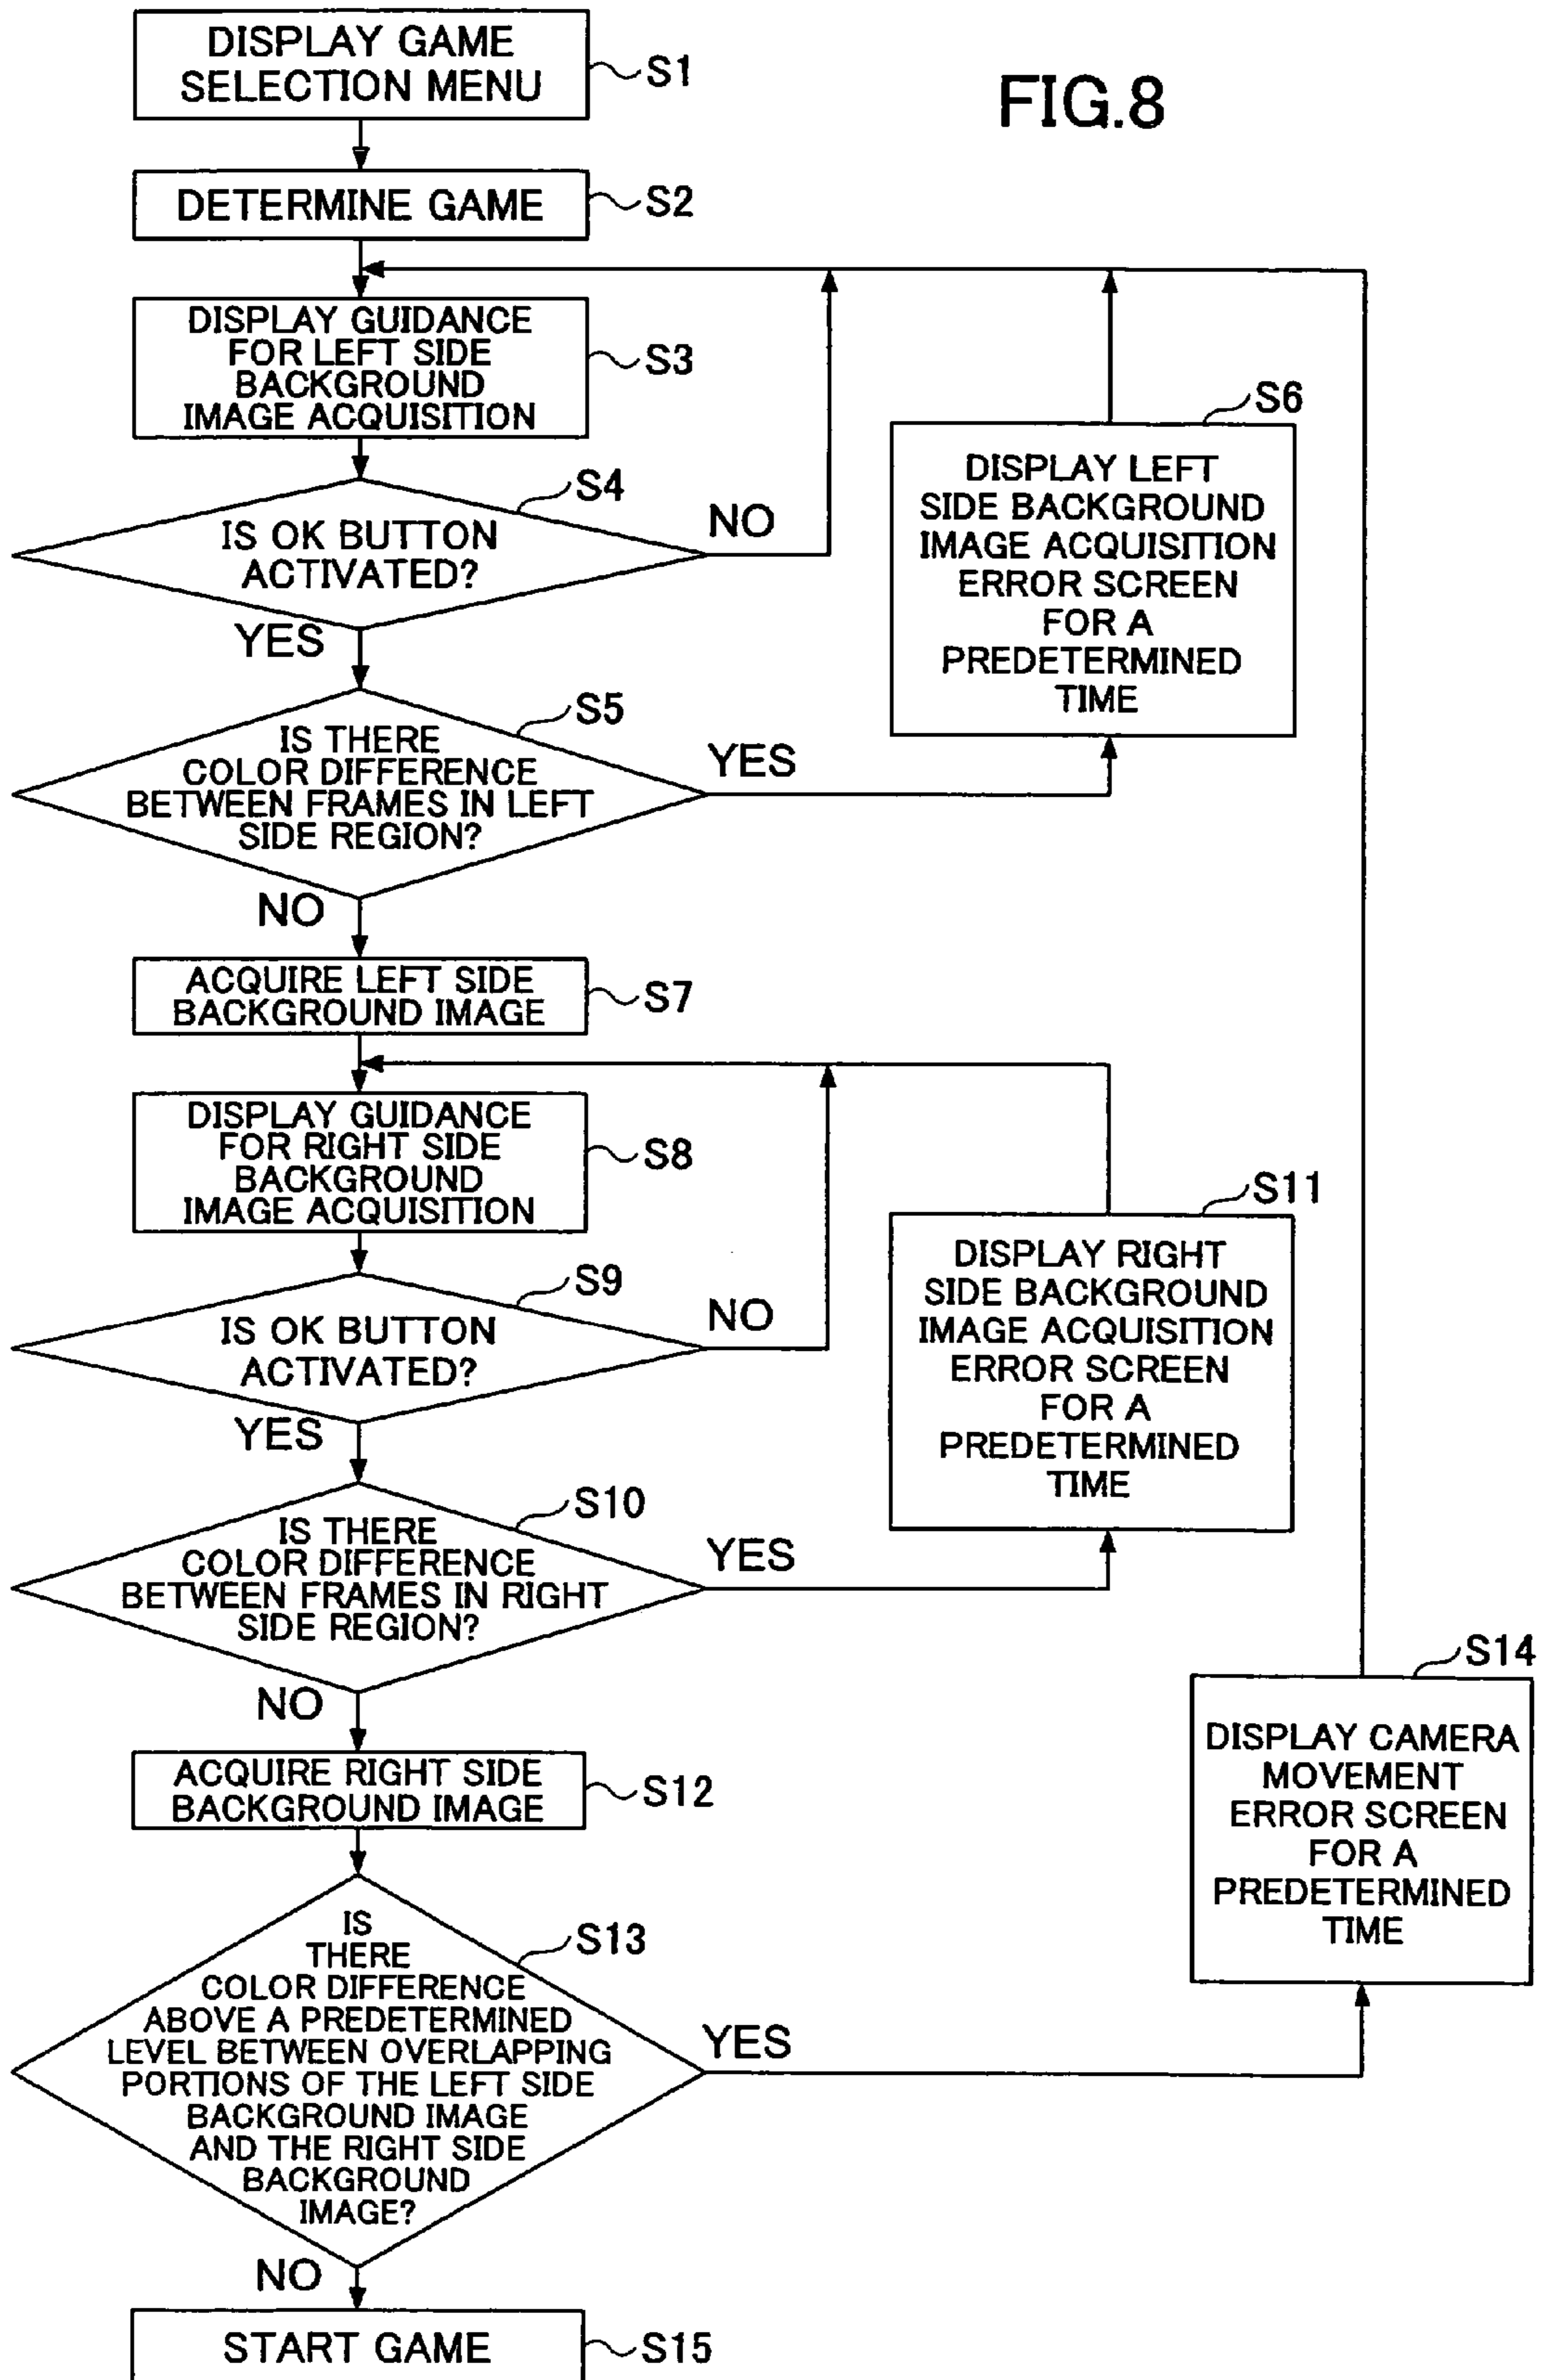 DISPLAY GAME
SELECTION MENU
S1
FIG.8
DETERMINE GAME
S2
DISPLAY GUIDANCE
FOR LEFT SIDE
BACKGROUND
IMAGE ACQUISITION
S3
S4
IS OK BUTTON
ACTIVATED?
NO
YES
S6
DISPLAY LEFT
SIDE BACKGROUND
IMAGE ACQUISITION
ERROR SCREEN
FOR A
PREDETERMINED
TIME
S5
IS THERE
COLOR DIFFERENCE
BETWEEN FRAMES IN LEFT
SIDE REGION?
YES
NO
ACQUIRE LEFT SIDE
BACKGROUND IMAGE
S7
DISPLAY GUIDANCE
FOR RIGHT SIDE
BACKGROUND
IMAGE ACQUISITION
S8
S9
IS OK BUTTON
ACTIVATED?
NO
YES
S11
DISPLAY RIGHT
SIDE BACKGROUND
IMAGE ACQUISITION
ERROR SCREEN
FOR A
PREDETERMINED
TIME
S10
IS THERE
COLOR DIFFERENCE
BETWEEN FRAMES IN RIGHT
SIDE REGION?
YES
NO
ACQUIRE RIGHT SIDE
BACKGROUND IMAGE
S12
S14
DISPLAY CAMERA
MOVEMENT
ERROR SCREEN
FOR A
PREDETERMINED
TIME
S13
IS
THERE
COLOR DIFFERENCE
ABOVE A PREDETERMINED
LEVEL BETWEEN OVERLAPPING
PORTIONS OF THE LEFT SIDE
BACKGROUND IMAGE
AND THE RIGHT SIDE
BACKGROUND
IMAGE?
YES
NO
START GAME
S15